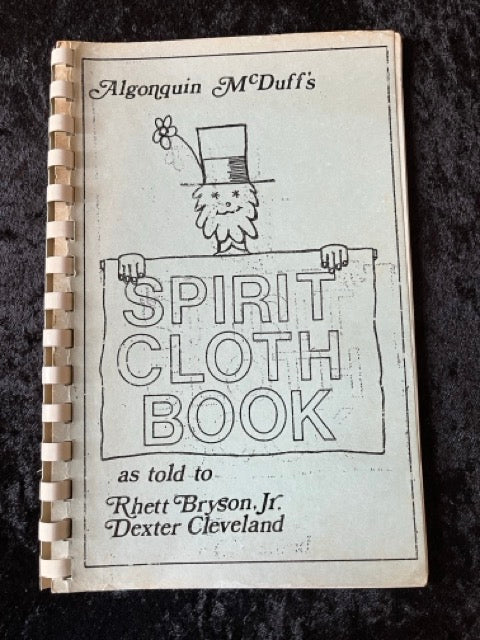 Algonquin McDuff's
SPIRIT
CLOTH
BOOK
as told to
Rhett Bryson, Jr.
Dexter Cleveland